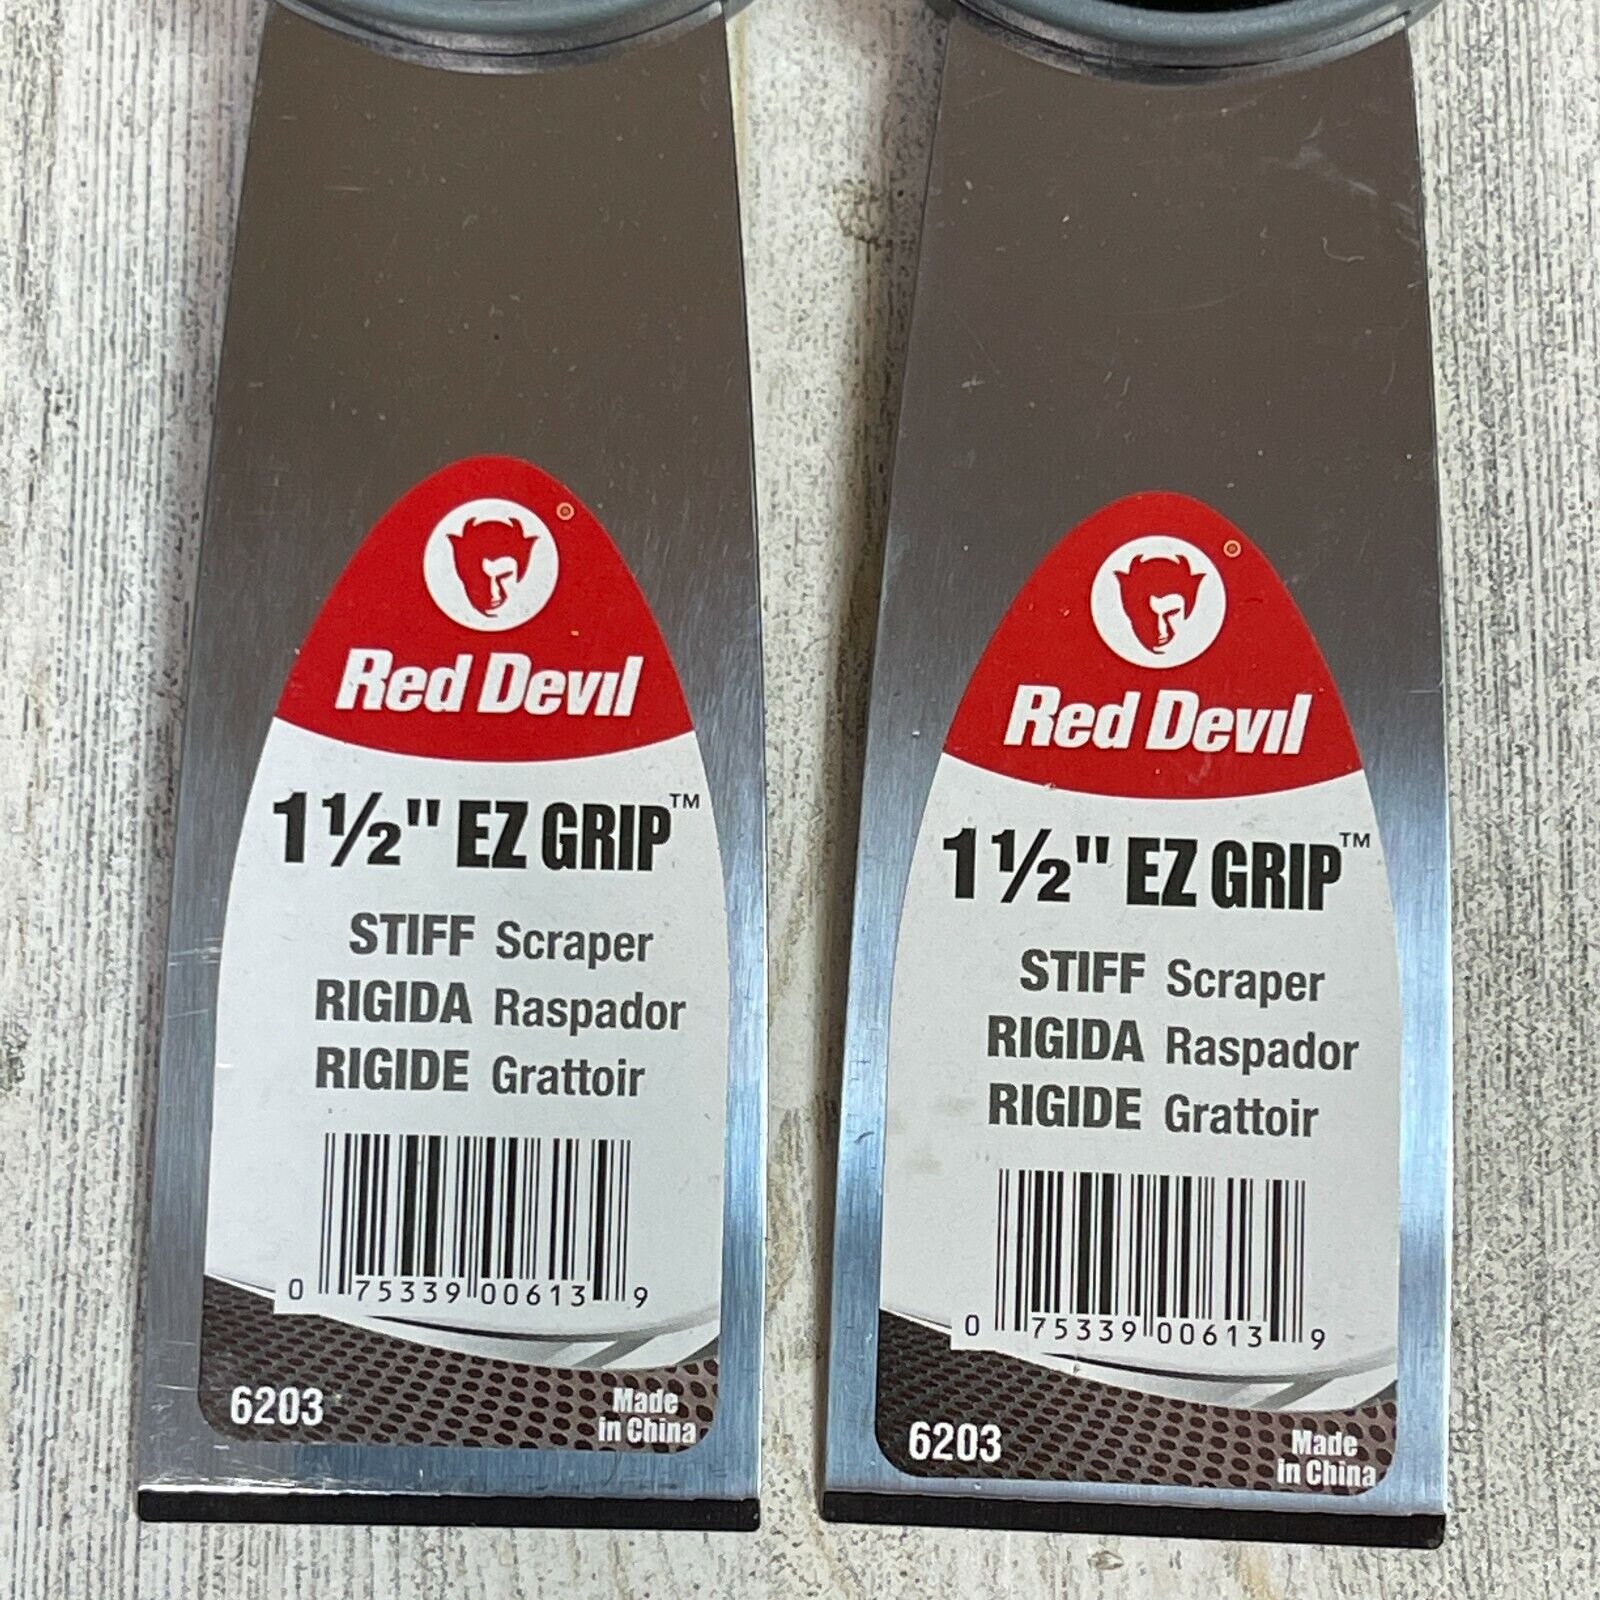 Red Devil
1½" EZ GRIP™
STIFF Scraper
RIGIDA Raspador
RIGIDE Grattoir
0 75339 00613 9
6203
Made
in China
Red Devil
1½" EZ GRIP™
STIFF Scraper
RIGIDA Raspador
RIGIDE Grattoir
0 75339 00613 9
6203
Made
in China